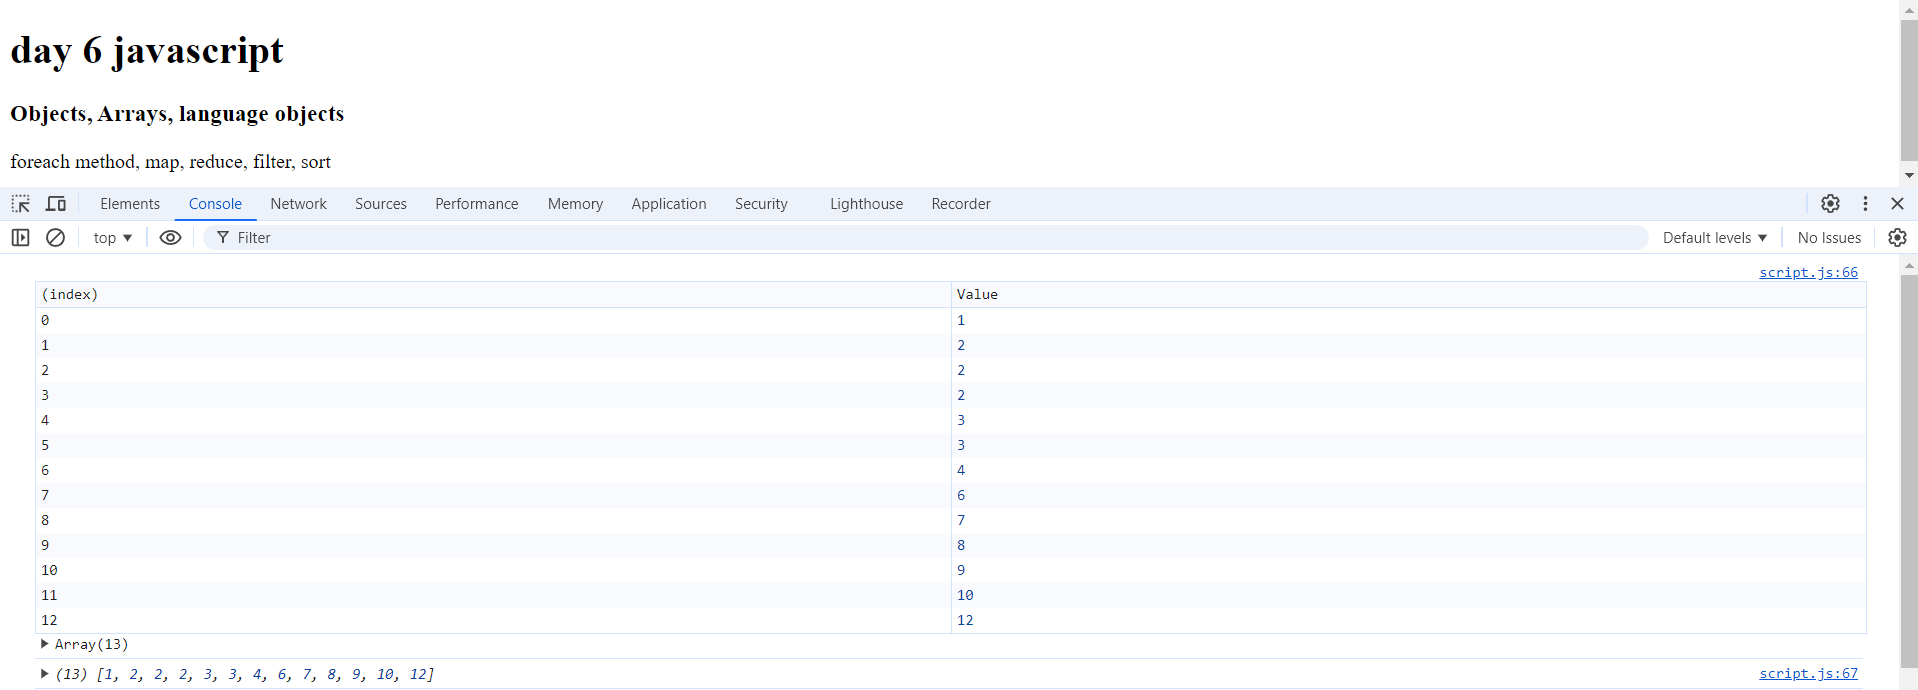 day 6 javascript
Objects, Arrays, language objects
foreach method, map, reduce, filter, sort
Elements Console Network Sources Performance Memory Application Security Lighthouse Recorder
top Filter Default levels No Issues
script.js:66
(index) Value
0 1
1 2
2 2
3 2
4 3
5 3
6 4
7 6
8 7
9 8
10 9
11 10
12 12
Array(13)
(13) [1, 2, 2, 2, 3, 3, 4, 6, 7, 8, 9, 10, 12] script.js:67